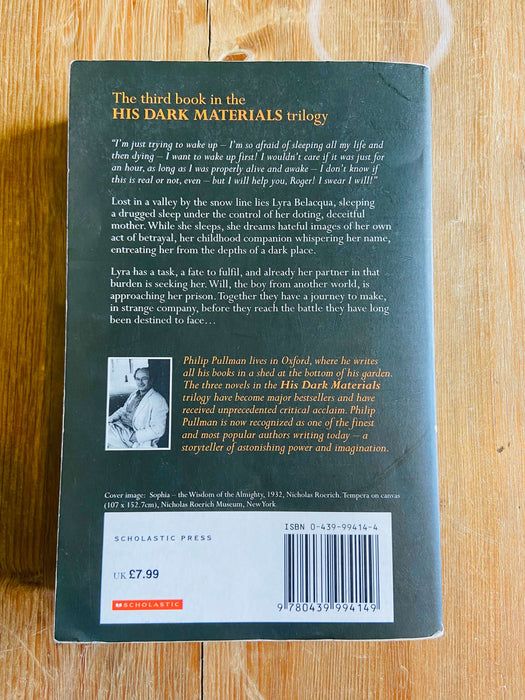 The third book in the
HIS DARK MATERIALS trilogy
“I'm just trying to wake up – I'm so afraid of sleeping all my life and
then dying – I want to wake up first! I wouldn't care if it was just for
an hour, as long as I was properly alive and awake – I don't know if
this is real or not, even – but I will help you, Roger! I swear I will!”
Lost in a valley by the snow line lies Lyra Belacqua, sleeping
a drugged sleep under the control of her doting, deceitful
mother. While she sleeps, she dreams hateful images of her own
act of betrayal, her childhood companion whispering her name,
entreating her from the depths of a dark place.
Lyra has a task, a fate to fulfil, and already her partner in that
burden is seeking her. Will, the boy from another world, is
approaching her prison. Together they have a journey to make,
in strange company, before they reach the battle they have long
been destined to face…
Philip Pullman lives in Oxford, where he writes
all his books in a shed at the bottom of his garden.
The three novels in the His Dark Materials
trilogy have become major bestsellers and have
received unprecedented critical acclaim. Philip
Pullman is now recognized as one of the finest
and most popular authors writing today – a
storyteller of astonishing power and imagination.
Cover image: Sophia – the Wisdom of the Almighty, 1932, Nicholas Roerich. Tempera on canvas
(107 x 152.7cm), Nicholas Roerich Museum, New York
SCHOLASTIC PRESS
UK £7.99
SCHOLASTIC
ISBN 0-439-99414-4
9 780439 994149